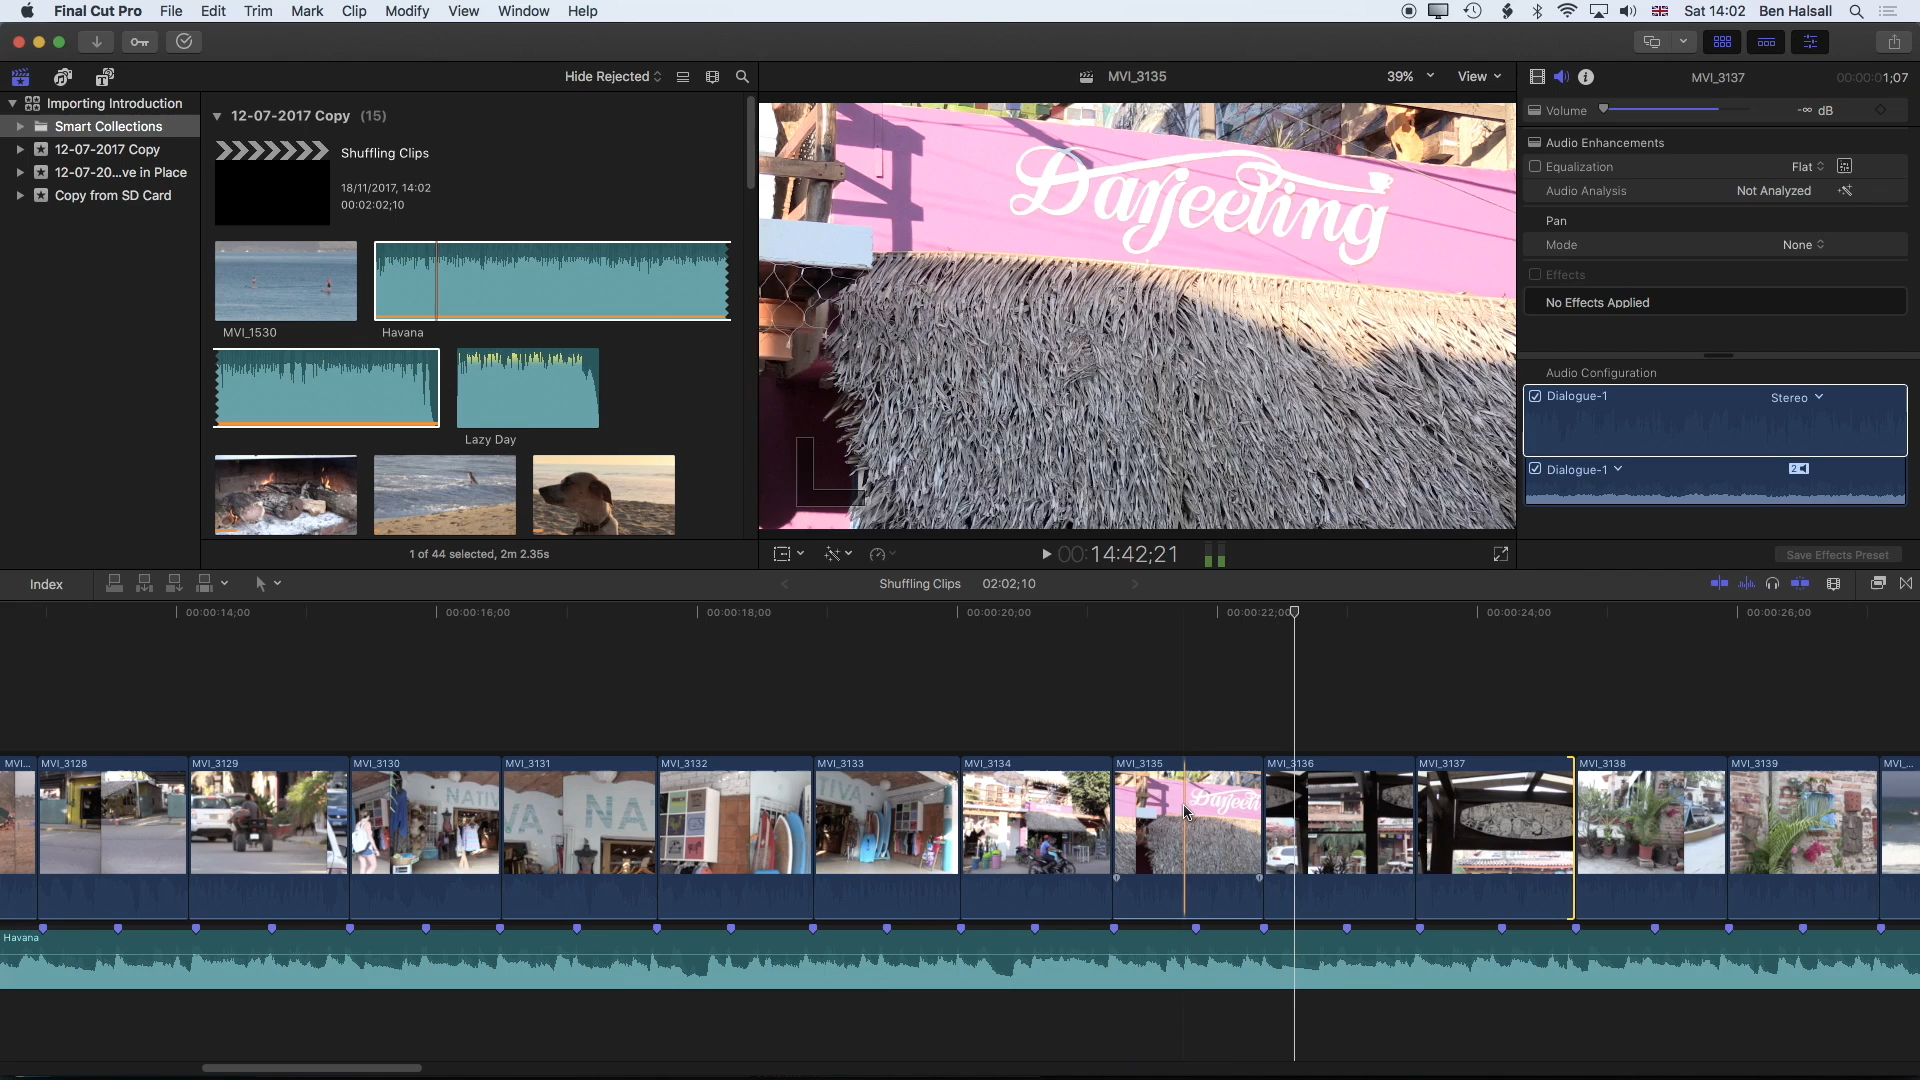 Final Cut Pro File Edit Trim Mark Clip Modify View Window Help Sat 14:02 Ben Halsall
Hide Rejected MVI_3135 39% View MVI_3137 00:00:01;07
Importing Introduction
Smart Collections
12-07-2017 Copy
12-07-20...ve in Place
Copy from SD Card
12-07-2017 Copy (15)
Shuffling Clips
18/11/2017, 14:02
00:02:02;10
MVI_1530
Havana
Lazy Day
1 of 44 selected, 2m 2.35s
Darjeeling
00:00:14:42;21
Volume -∞ dB
Audio Enhancements
Equalization Flat
Audio Analysis Not Analyzed
Pan
Mode None
Effects
No Effects Applied
Audio Configuration
Dialogue-1 Stereo
Dialogue-1 2
Save Effects Preset
Index Shuffling Clips 02:02;10
00:00:14;00 00:00:16;00 00:00:18;00 00:00:20;00 00:00:22;00 00:00:24;00 00:00:26;00
MVI... MVI_3128 MVI_3129 MVI_3130 MVI_3131 MVI_3132 MVI_3133 MVI_3134 MVI_3135 MVI_3136 MVI_3137 MVI_3138 MVI_3139 MVI_...
NATIV
VA NA
TIVA
Darjeeli
Havana